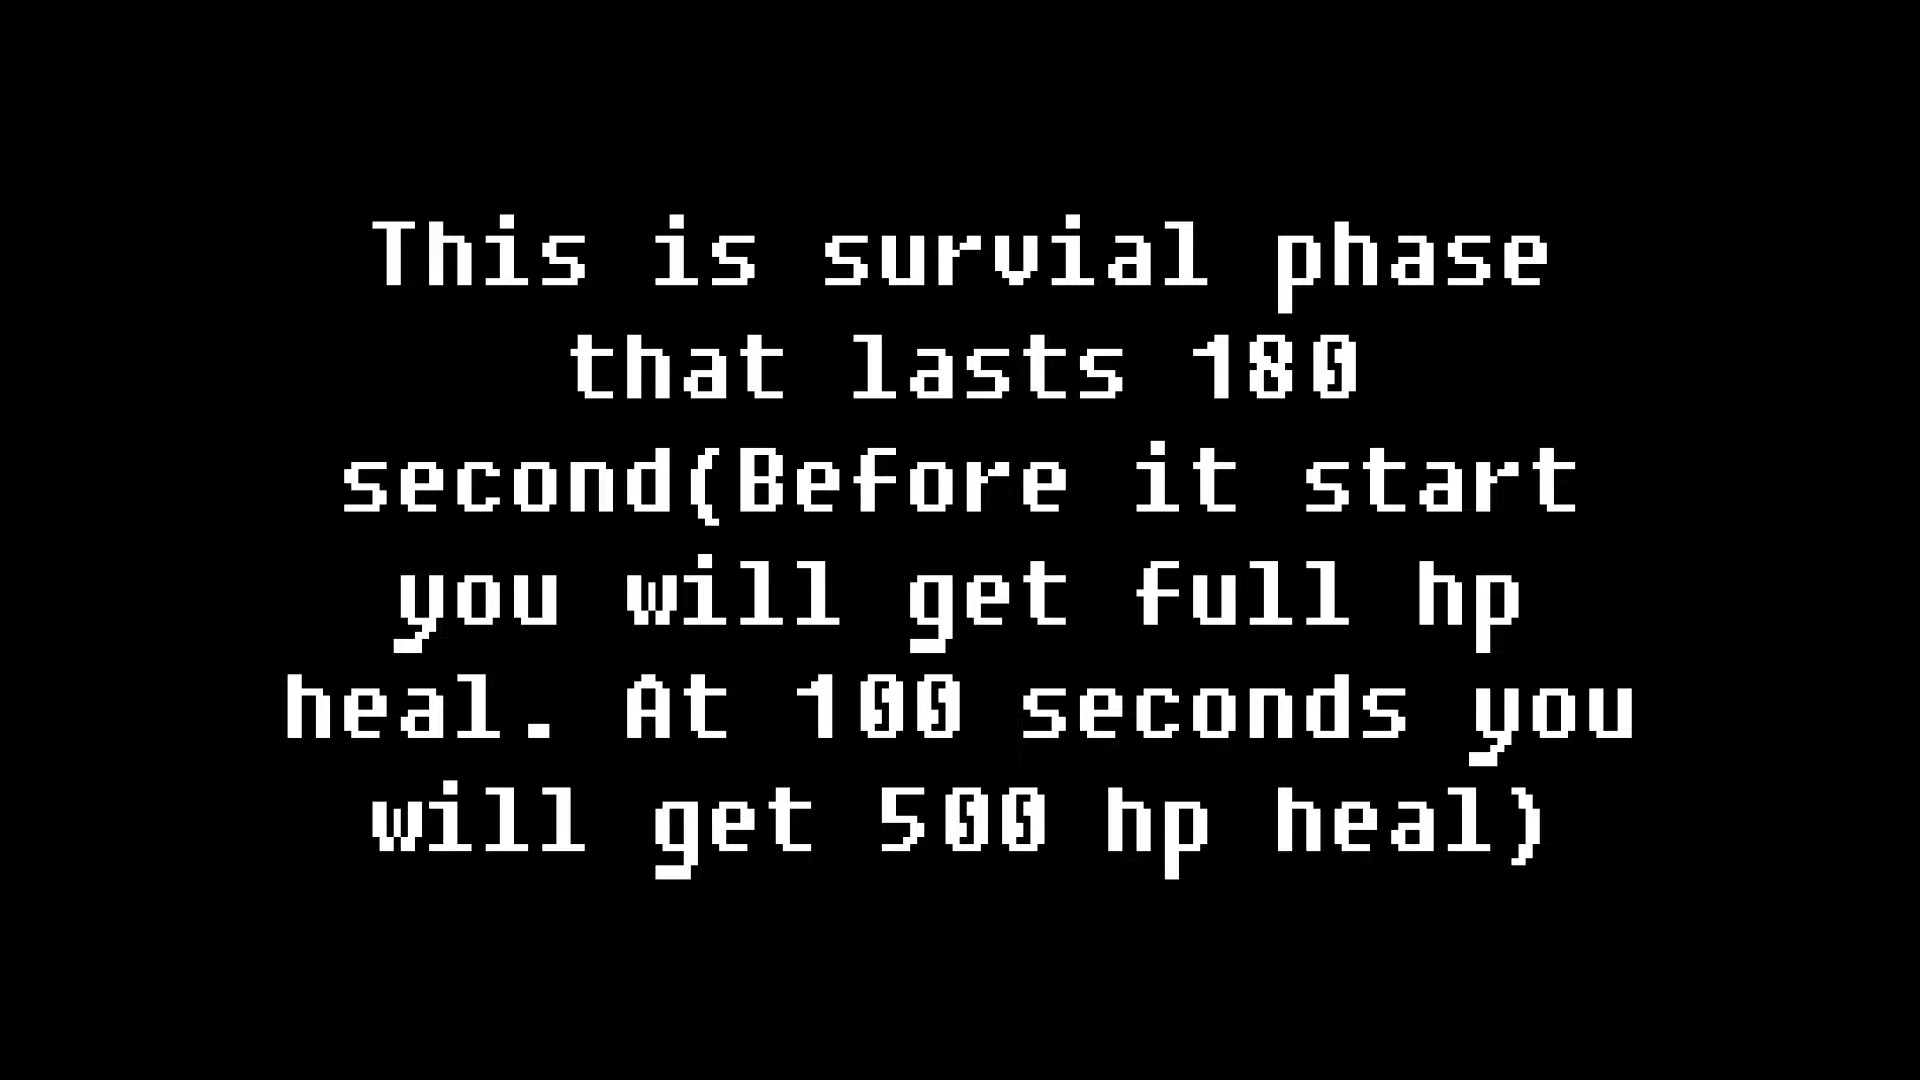 This is survial phase
that lasts 180
second(Before it start
you will get full hp
heal. At 100 seconds you
will get 500 hp heal)